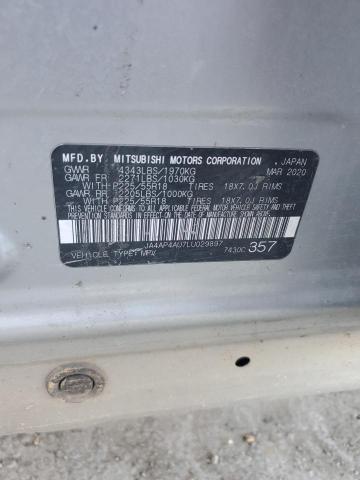 MFD.BY MITSUBISHI MOTORS CORPORATION JAPAN
GVWR 4343LBS/1970KG MAR 2020
GAWR FR 2271LBS/1030KG
WITH P225/55R18 TIRES 18X7.0J RIMS
GAWR RR 2205LBS/1000KG
WITH P225/55R18 TIRES 18X7.0J RIMS
THIS VEHICLE CONFORMS TO ALL APPLICABLE FEDERAL
MOTOR VEHICLE SAFETY, BUMPER AND THEFT PREVENTION
STANDARDS IN EFFECT ON THE DATE OF MANUFACTURE SHOWN ABOVE.
JA4AP4AU7LU029897
VEHICLE TYPE: MPV 7430C 357